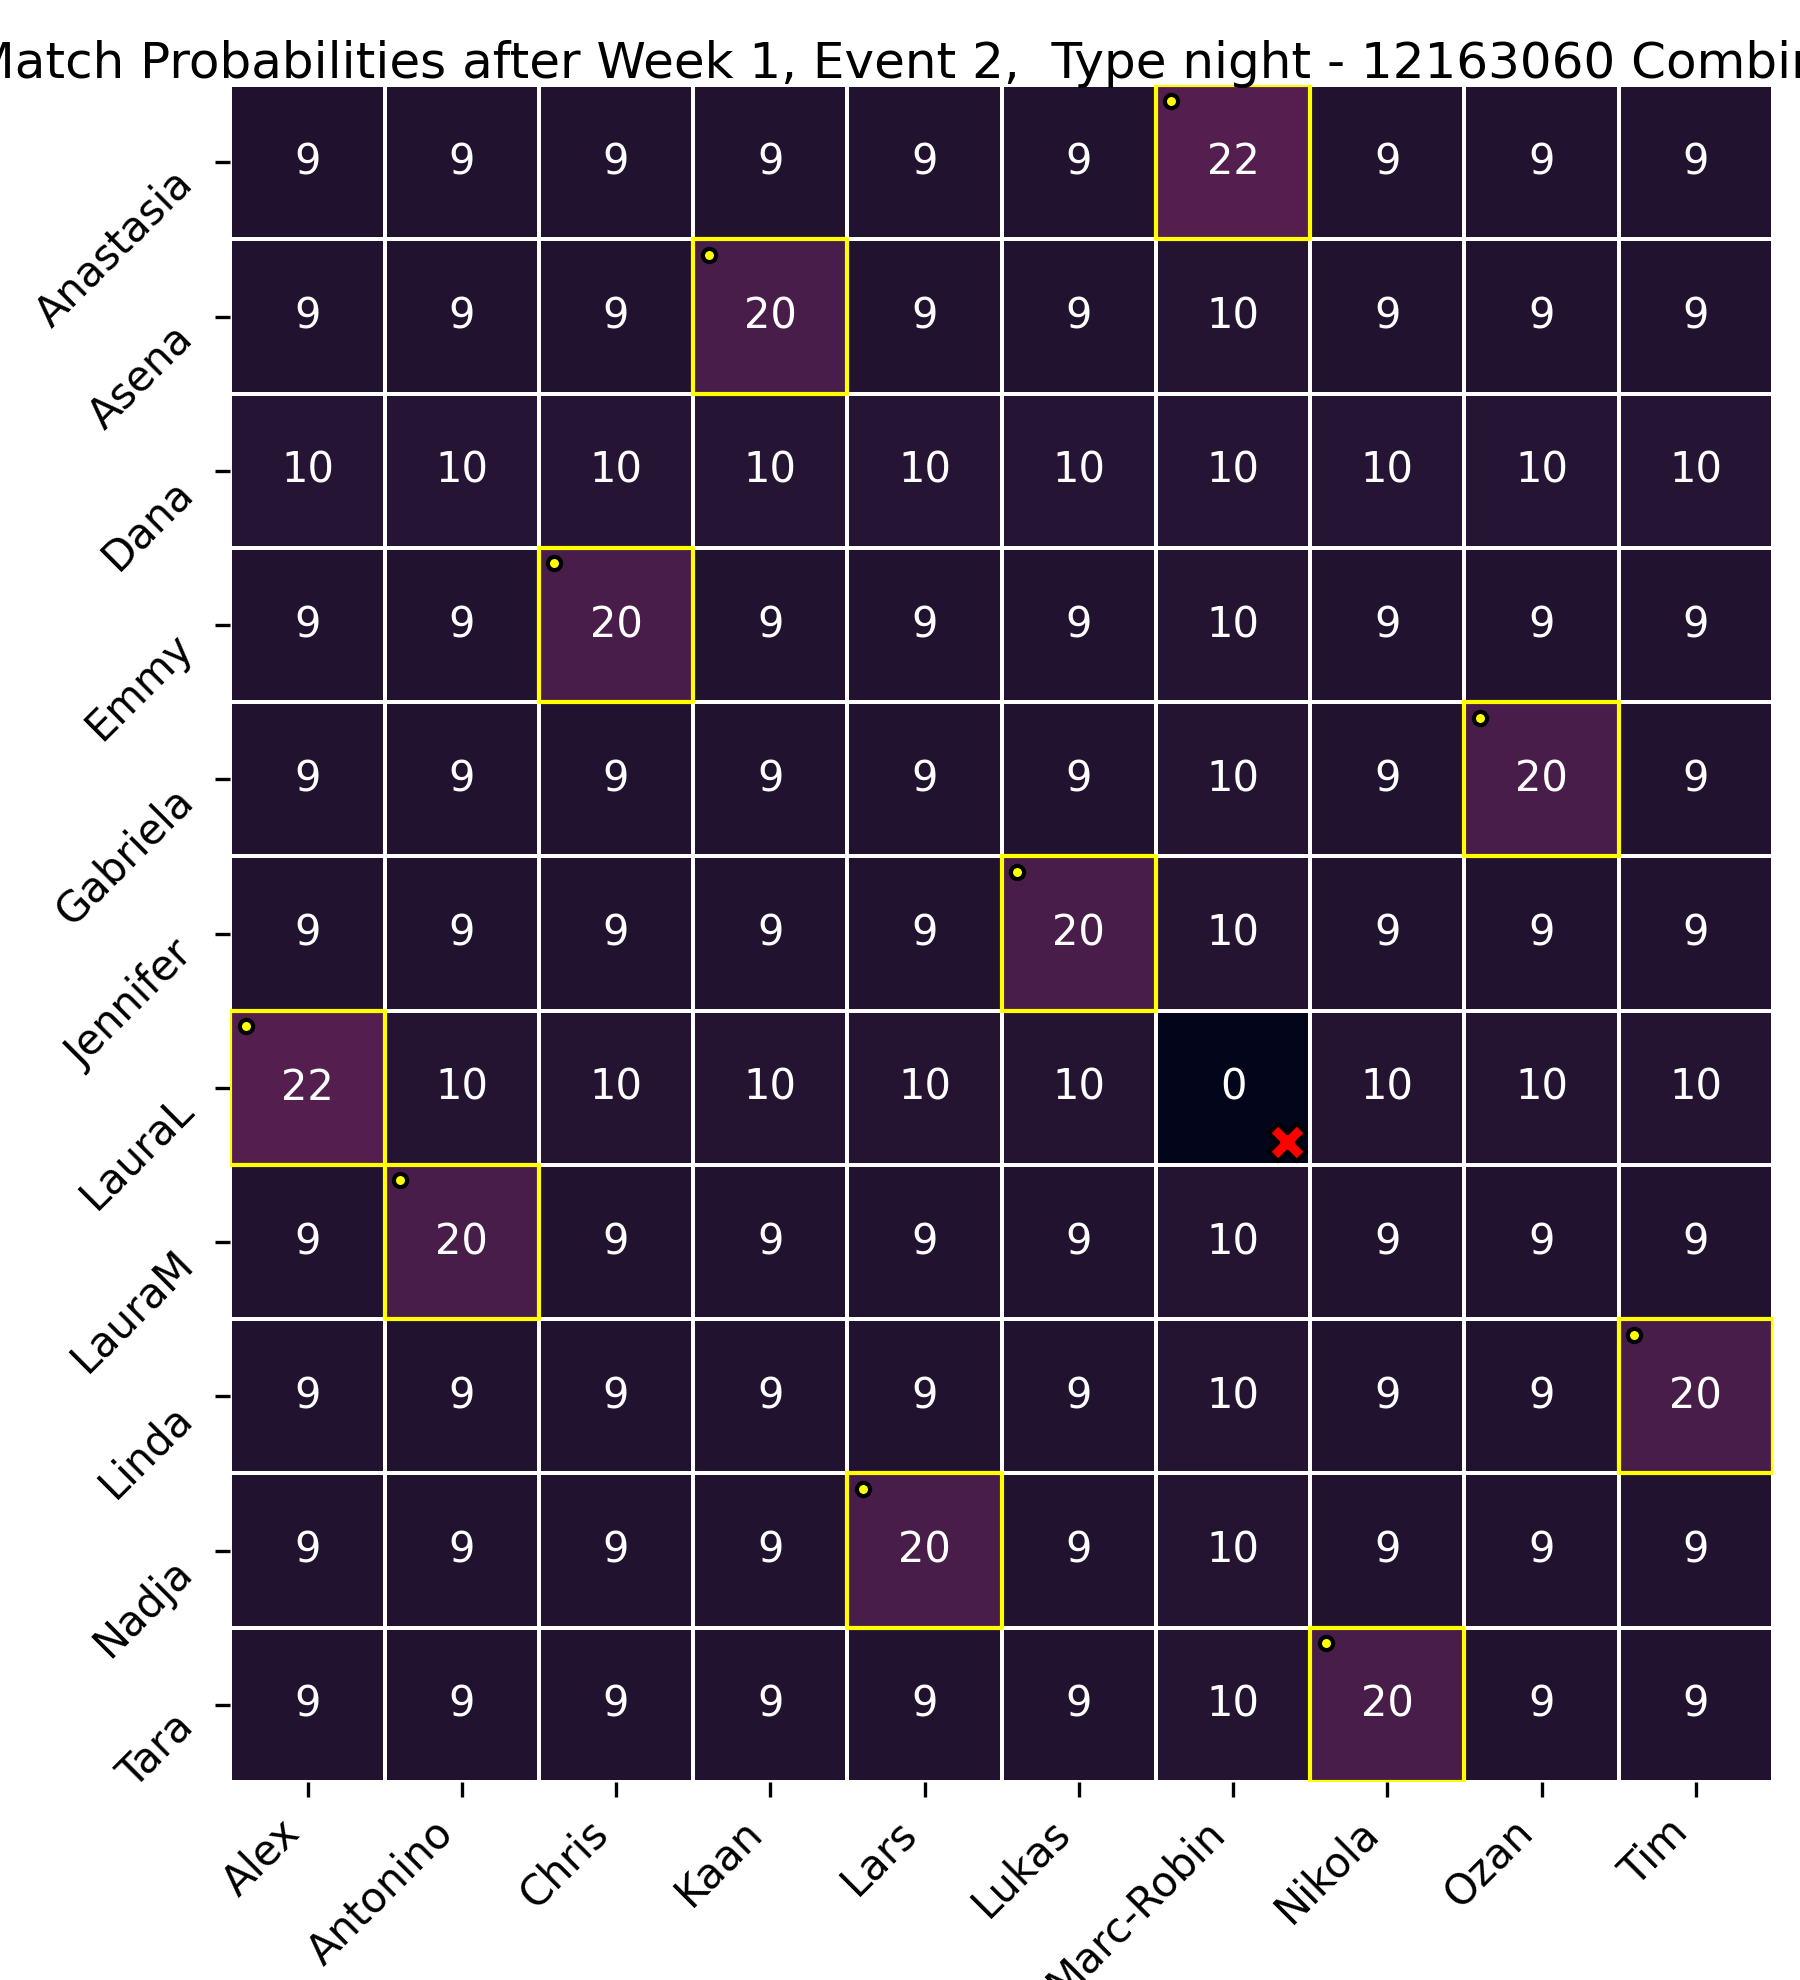 Match Probabilities after Week 1, Event 2, Type night - 12163060
Anastasia 9 9 9 9 9 9 22 9 9 9
Asena 9 9 9 20 9 9 10 9 9 9
Dana 10 10 10 10 10 10 10 10 10 10
Emmy 9 9 20 9 9 9 10 9 9 9
Gabriela 9 9 9 9 9 9 10 9 20 9
Jennifer 9 9 9 9 9 20 10 9 9 9
LauraL 22 10 10 10 10 10 0 10 10 10
LauraM 9 20 9 9 9 9 10 9 9 9
Linda 9 9 9 9 9 9 10 9 9 20
Nadja 9 9 9 9 20 9 10 9 9 9
Tara 9 9 9 9 9 9 10 20 9 9
Alex Antonino Chris Kaan Lars Lukas Marc-Robin Nikola Ozan Tim